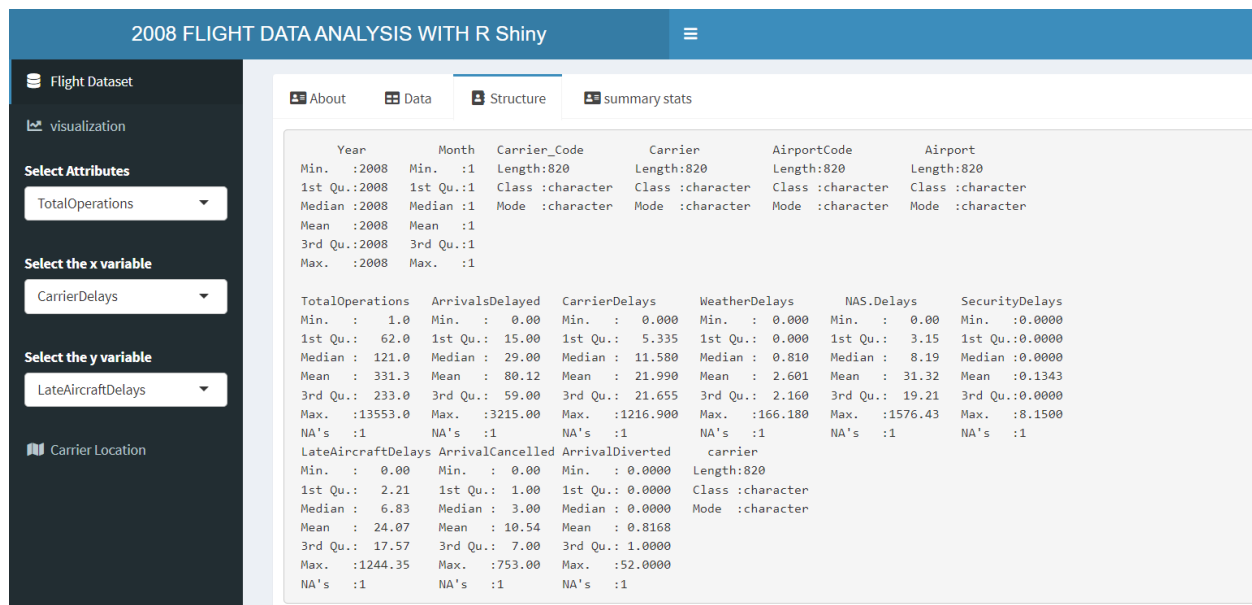 2008 FLIGHT DATA ANALYSIS WITH R Shiny
Flight Dataset
visualization
Select Attributes
TotalOperations
Select the x variable
CarrierDelays
Select the y variable
LateAircraftDelays
Carrier Location
About Data Structure summary stats
Year Month Carrier_Code Carrier AirportCode Airport
Min. :2008 Min. :1 Length:820 Length:820 Length:820 Length:820
1st Qu.:2008 1st Qu.:1 Class :character Class :character Class :character Class :character
Median :2008 Median :1 Mode :character Mode :character Mode :character Mode :character
Mean :2008 Mean :1
3rd Qu.:2008 3rd Qu.:1
Max. :2008 Max. :1
TotalOperations ArrivalsDelayed CarrierDelays WeatherDelays NAS.Delays SecurityDelays
Min. : 1.0 Min. : 0.00 Min. : 0.000 Min. : 0.000 Min. : 0.00 Min. :0.0000
1st Qu.: 62.0 1st Qu.: 15.00 1st Qu.: 5.335 1st Qu.: 0.000 1st Qu.: 3.15 1st Qu.:0.0000
Median : 121.0 Median : 29.00 Median : 11.580 Median : 0.810 Median : 8.19 Median :0.0000
Mean : 331.3 Mean : 80.12 Mean : 21.990 Mean : 2.601 Mean : 31.32 Mean :0.1343
3rd Qu.: 233.0 3rd Qu.: 59.00 3rd Qu.: 21.655 3rd Qu.: 2.160 3rd Qu.: 19.21 3rd Qu.:0.0000
Max. :13553.0 Max. :3215.00 Max. :1216.900 Max. :166.180 Max. :1576.43 Max. :8.1500
NA's :1 NA's :1 NA's :1 NA's :1 NA's :1 NA's :1
LateAircraftDelays ArrivalCancelled ArrivalDiverted carrier
Min. : 0.00 Min. : 0.00 Min. : 0.0000 Length:820
1st Qu.: 2.21 1st Qu.: 1.00 1st Qu.: 0.0000 Class :character
Median : 6.83 Median : 3.00 Median : 0.0000 Mode :character
Mean : 24.07 Mean : 10.54 Mean : 0.8168
3rd Qu.: 17.57 3rd Qu.: 7.00 3rd Qu.: 1.0000
Max. :1244.35 Max. :753.00 Max. :52.0000
NA's :1 NA's :1 NA's :1